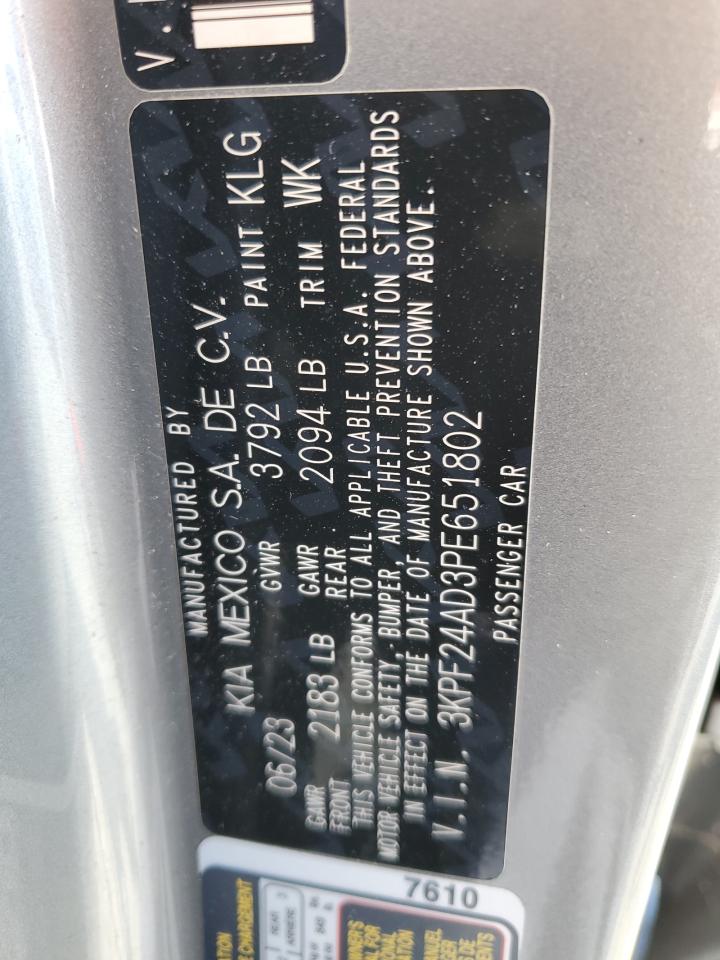 V.I
MANUFACTURED BY
KIA MEXICO S.A. DE C.V.
06/23 GVWR 3792 LB PAINT KLG
GAWR FRONT 2183 LB GAWR REAR 2094 LB TRIM WK
THIS VEHICLE CONFORMS TO ALL APPLICABLE U.S.A. FEDERAL
MOTOR VEHICLE SAFETY, BUMPER, AND THEFT PREVENTION STANDARDS
IN EFFECT ON THE DATE OF MANUFACTURE SHOWN ABOVE.
V.I.N. 3KPF24AD3PE651802
PASSENGER CAR
7610